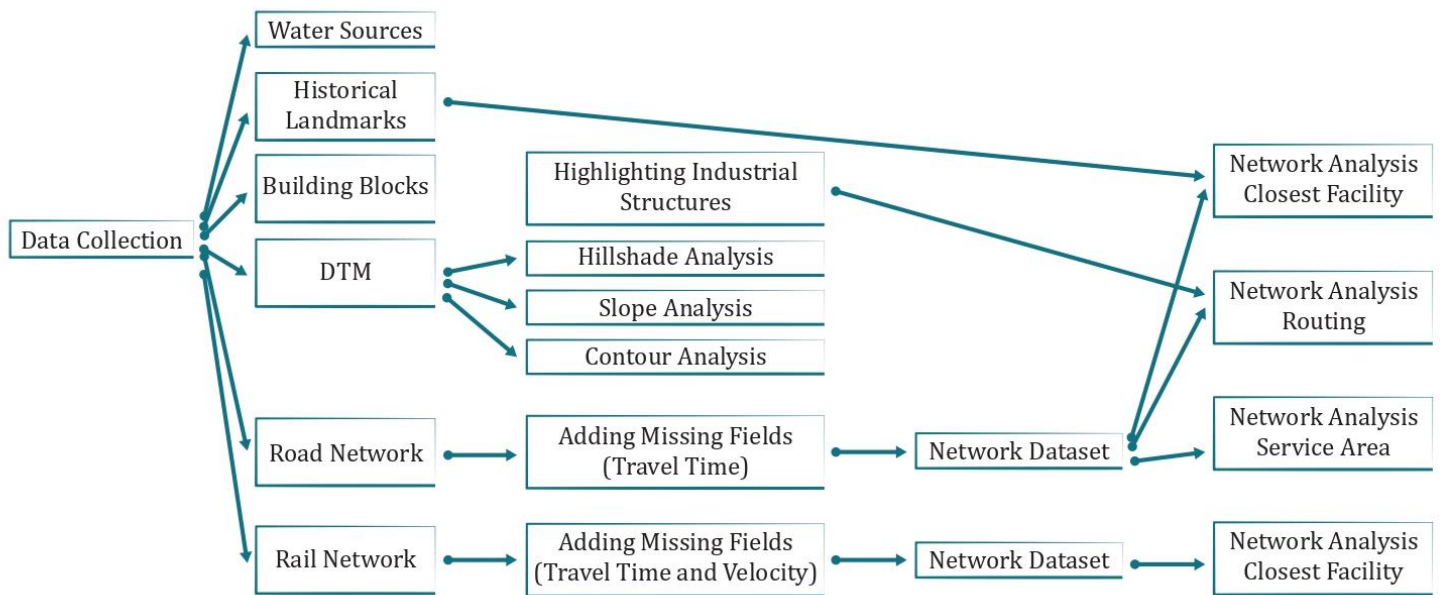 Data Collection
Water Sources
Historical
Landmarks
Building Blocks
DTM
Road Network
Rail Network
Highlighting Industrial
Structures
Hillshade Analysis
Slope Analysis
Contour Analysis
Adding Missing Fields
(Travel Time)
Adding Missing Fields
(Travel Time and Velocity)
Network Dataset
Network Dataset
Network Analysis
Closest Facility
Network Analysis
Routing
Network Analysis
Service Area
Network Analysis
Closest Facility